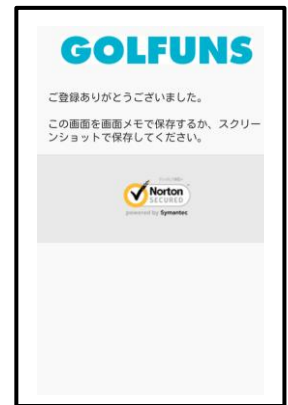 GOLFUNS
ご登録ありがとうございました。
この画面を画面メモで保存するか、スクリー
ンショットで保存してください。
Norton
SECURED
powered by Symantec